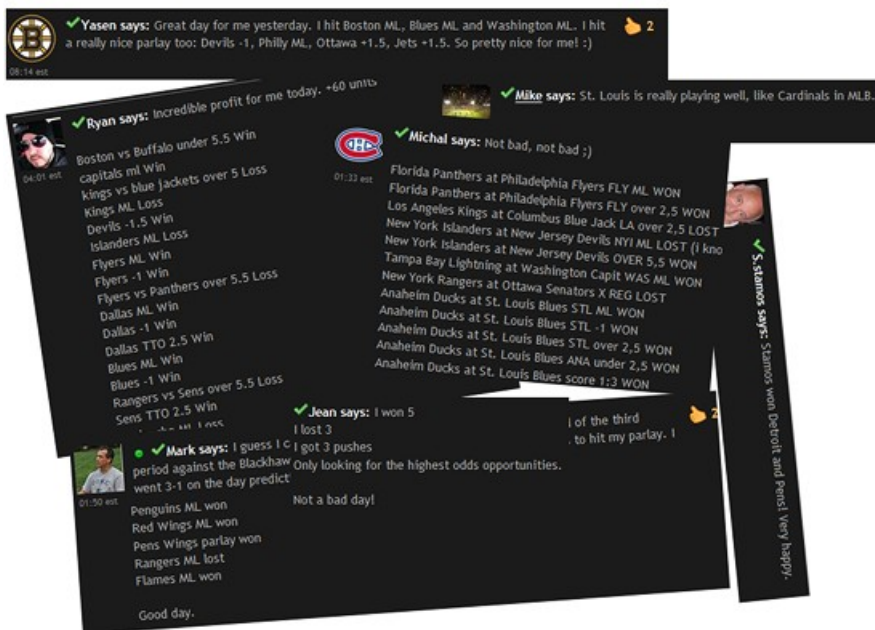 Yasen says: Great day for me yesterday. I hit Boston ML, Blues ML and Washington ML. I hit
a really nice parlay too: Devils -1, Philly ML, Ottawa +1.5, Jets +1.5. So pretty nice for me! :)
2
08:14 est
Mike says: St. Louis is really playing well, like Cardinals in MLB.
Ryan says: Incredible profit for me today. +60 units
04:01 est
Boston vs Buffalo under 5.5 Win
capitals ml Win
kings vs blue jackets over 5 Loss
Kings ML Loss
Devils -1.5 Win
Islanders ML Loss
Flyers ML Win
Flyers -1 Win
Flyers vs Panthers over 5.5 Loss
Dallas ML Win
Dallas -1 Win
Dallas TTO 2.5 Win
Blues ML Win
Blues -1 Win
Rangers vs Sens over 5.5 Loss
Sens TTO 2.5 Win
ML Loss
Michal says: Not bad, not bad ;)
01:33 est
Florida Panthers at Philadelphia Flyers FLY ML WON
Florida Panthers at Philadelphia Flyers FLY over 2,5 WON
Los Angeles Kings at Columbus Blue Jack LA over 2,5 LOST
New York Islanders at New Jersey Devils NYI ML LOST (i kno
New York Islanders at New Jersey Devils OVER 5,5 WON
Tampa Bay Lightning at Washington Capit WAS ML WON
New York Rangers at Ottawa Senators X REG LOST
Anaheim Ducks at St. Louis Blues STL ML WON
Anaheim Ducks at St. Louis Blues STL -1 WON
Anaheim Ducks at St. Louis Blues STL over 2,5 WON
Anaheim Ducks at St. Louis Blues ANA under 2,5 WON
Anaheim Ducks at St. Louis Blues score 1:3 WON
S.stamos says: Stamos won Detroit and Pens! Very happy.
Jean says: I won 5
I lost 3
I got 3 pushes
Only looking for the highest odds opportunities.
Not a bad day!
Mark says: I guess I c
of the third
2
period against the Blackhaw
to hit my parlay. I
went 3-1 on the day predict
01:50 est
Penguins ML won
Red Wings ML won
Pens Wings parlay won
Rangers ML lost
Flames ML won
Good day.